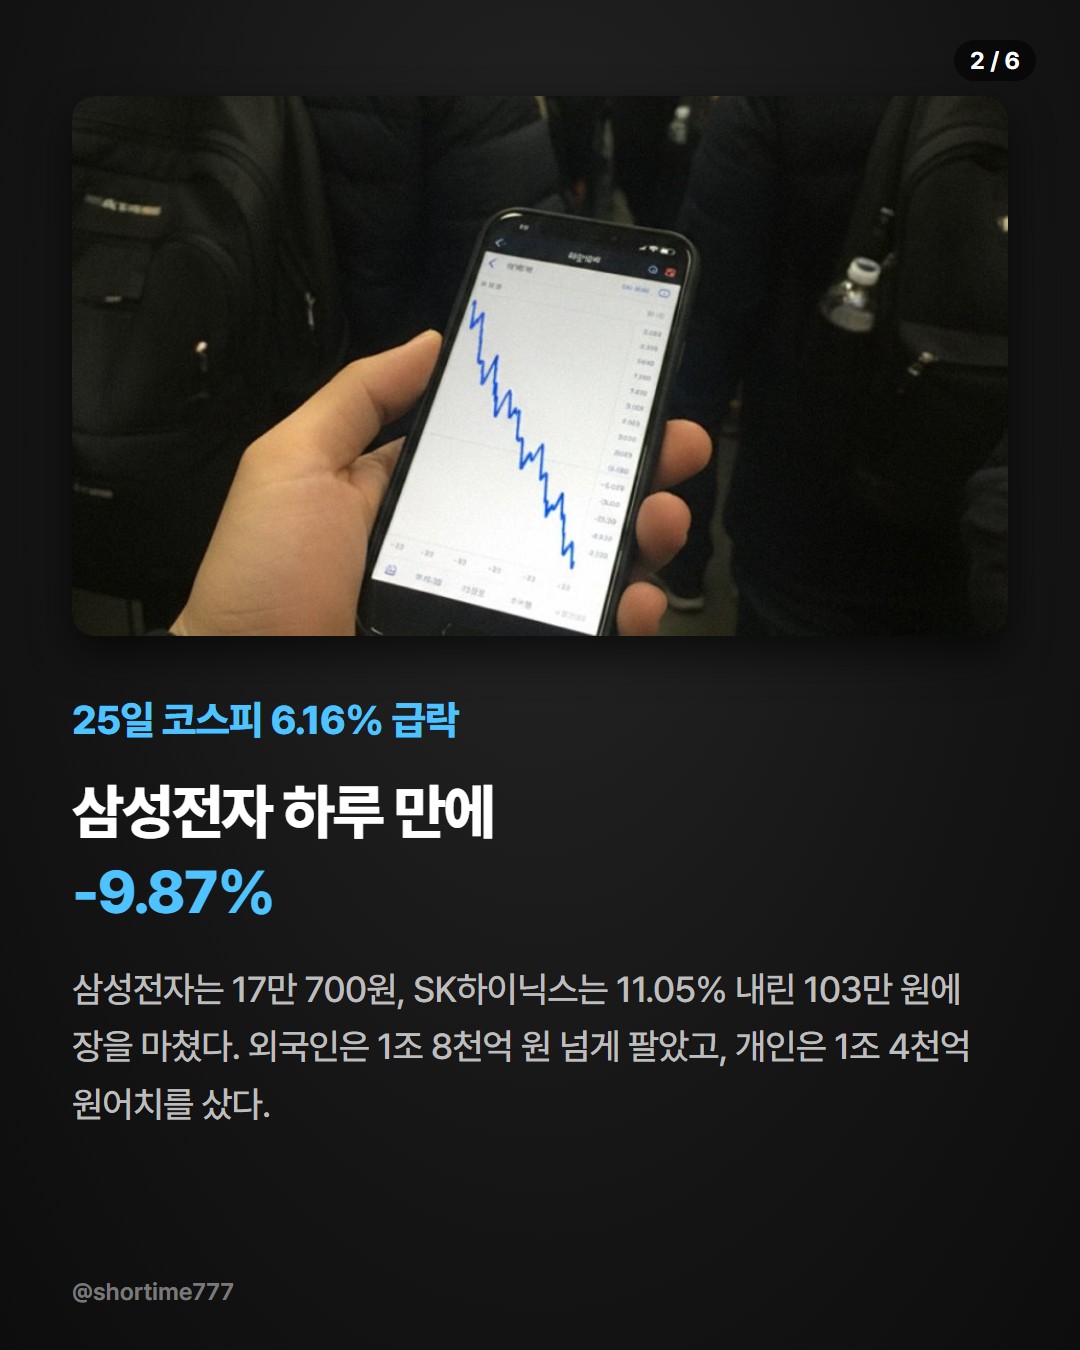 2 / 6
25일 코스피 6.16% 급락
삼성전자 하루 만에
-9.87%
삼성전자는 17만 700원, SK하이닉스는 11.05% 내린 103만 원에
장을 마쳤다. 외국인은 1조 8천억 원 넘게 팔았고, 개인은 1조 4천억
원어치를 샀다.
@shortime777